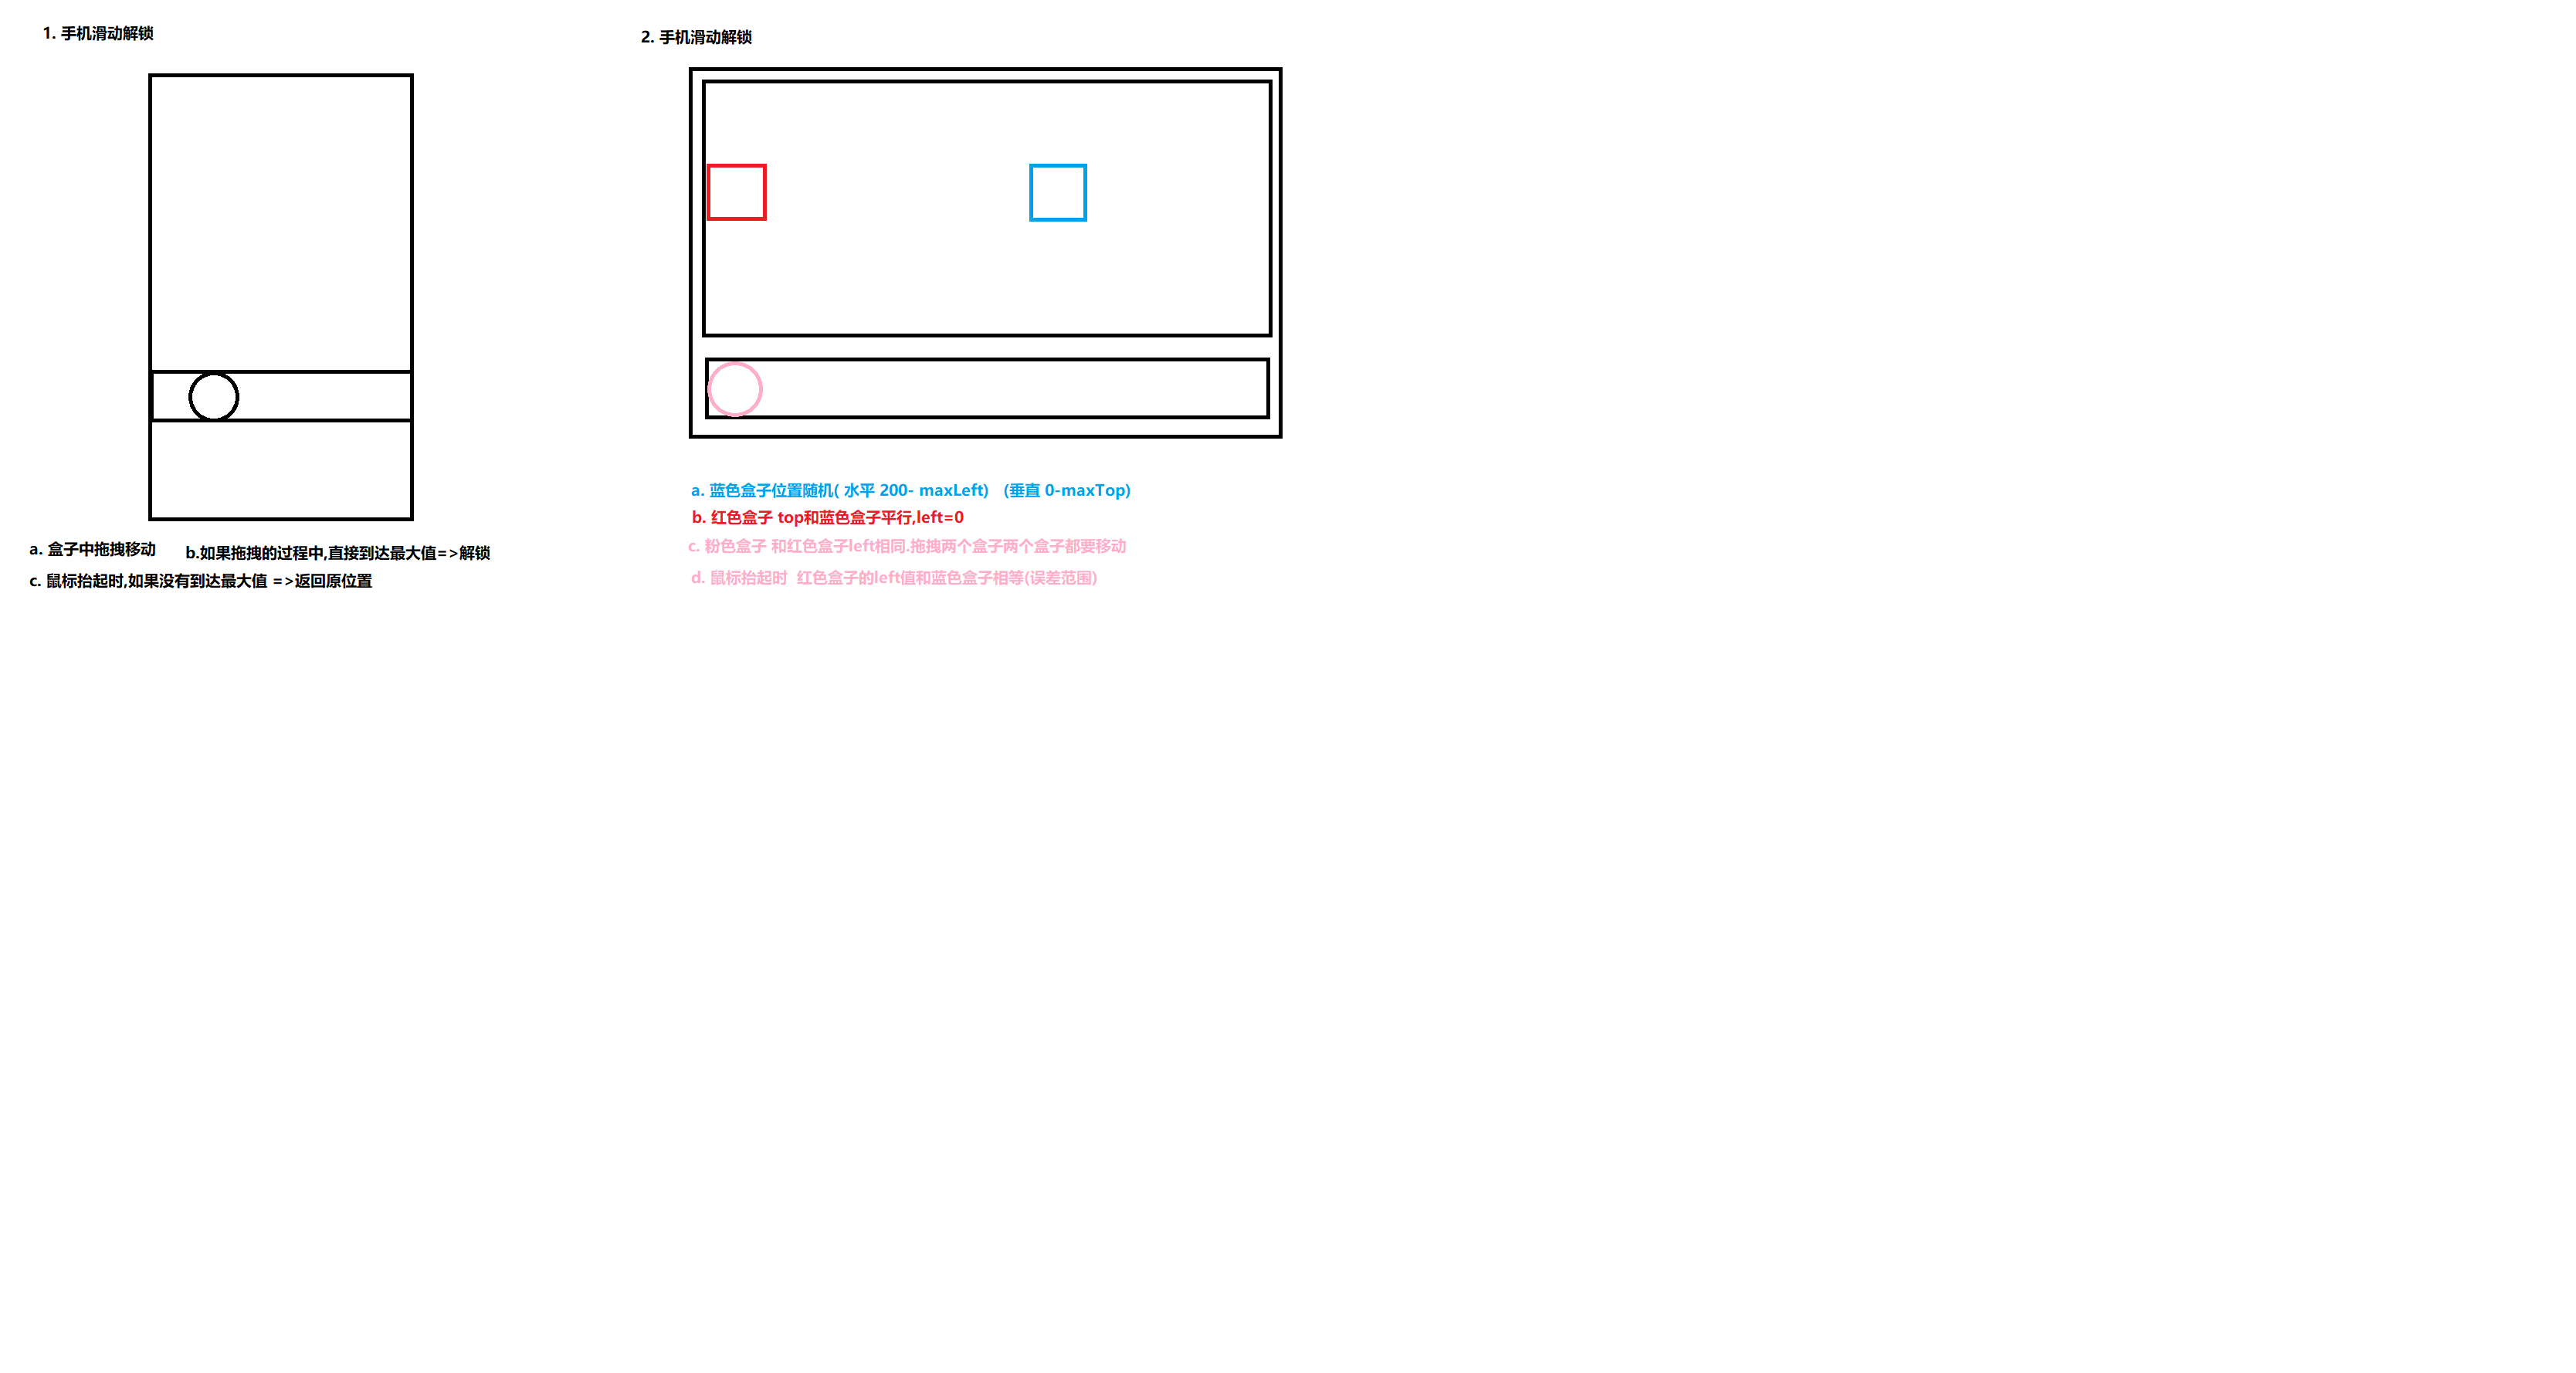 1. 手机滑动解锁
a. 盒子中拖拽移动
b.如果拖拽的过程中,直接到达最大值=>解锁
c. 鼠标抬起时,如果没有到达最大值 =>返回原位置
2. 手机滑动解锁
a. 蓝色盒子位置随机( 水平 200- maxLeft) (垂直 0-maxTop)
b. 红色盒子 top和蓝色盒子平行,left=0
c. 粉色盒子 和红色盒子left相同.拖拽两个盒子两个盒子都要移动
d. 鼠标抬起时 红色盒子的left值和蓝色盒子相等(误差范围)